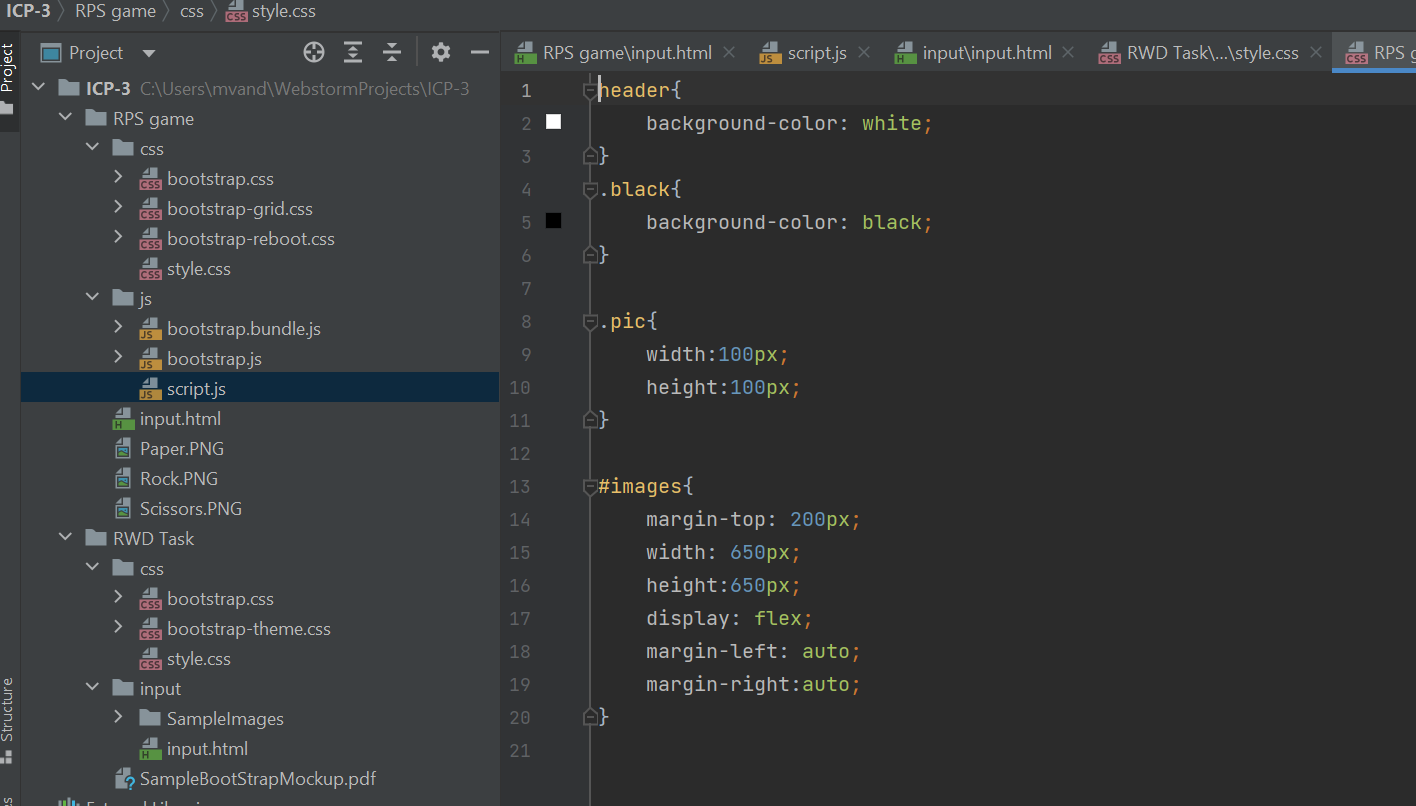 ICP-3 RPS game css style.css
Project
Structure
Project
ICP-3 C:\Users\mvand\WebstormProjects\ICP-3
RPS game
css
bootstrap.css
bootstrap-grid.css
bootstrap-reboot.css
style.css
js
bootstrap.bundle.js
bootstrap.js
script.js
input.html
Paper.PNG
Rock.PNG
Scissors.PNG
RWD Task
css
bootstrap.css
bootstrap-theme.css
style.css
input
SampleImages
input.html
SampleBootStrapMockup.pdf
RPS game\input.html script.js input\input.html RWD Task\...\style.css RPS
1 header{
2 background-color: white;
3 }
4 .black{
5 background-color: black;
6 }
7
8 .pic{
9 width:100px;
10 height:100px;
11 }
12
13 #images{
14 margin-top: 200px;
15 width: 650px;
16 height:650px;
17 display: flex;
18 margin-left: auto;
19 margin-right:auto;
20 }
21